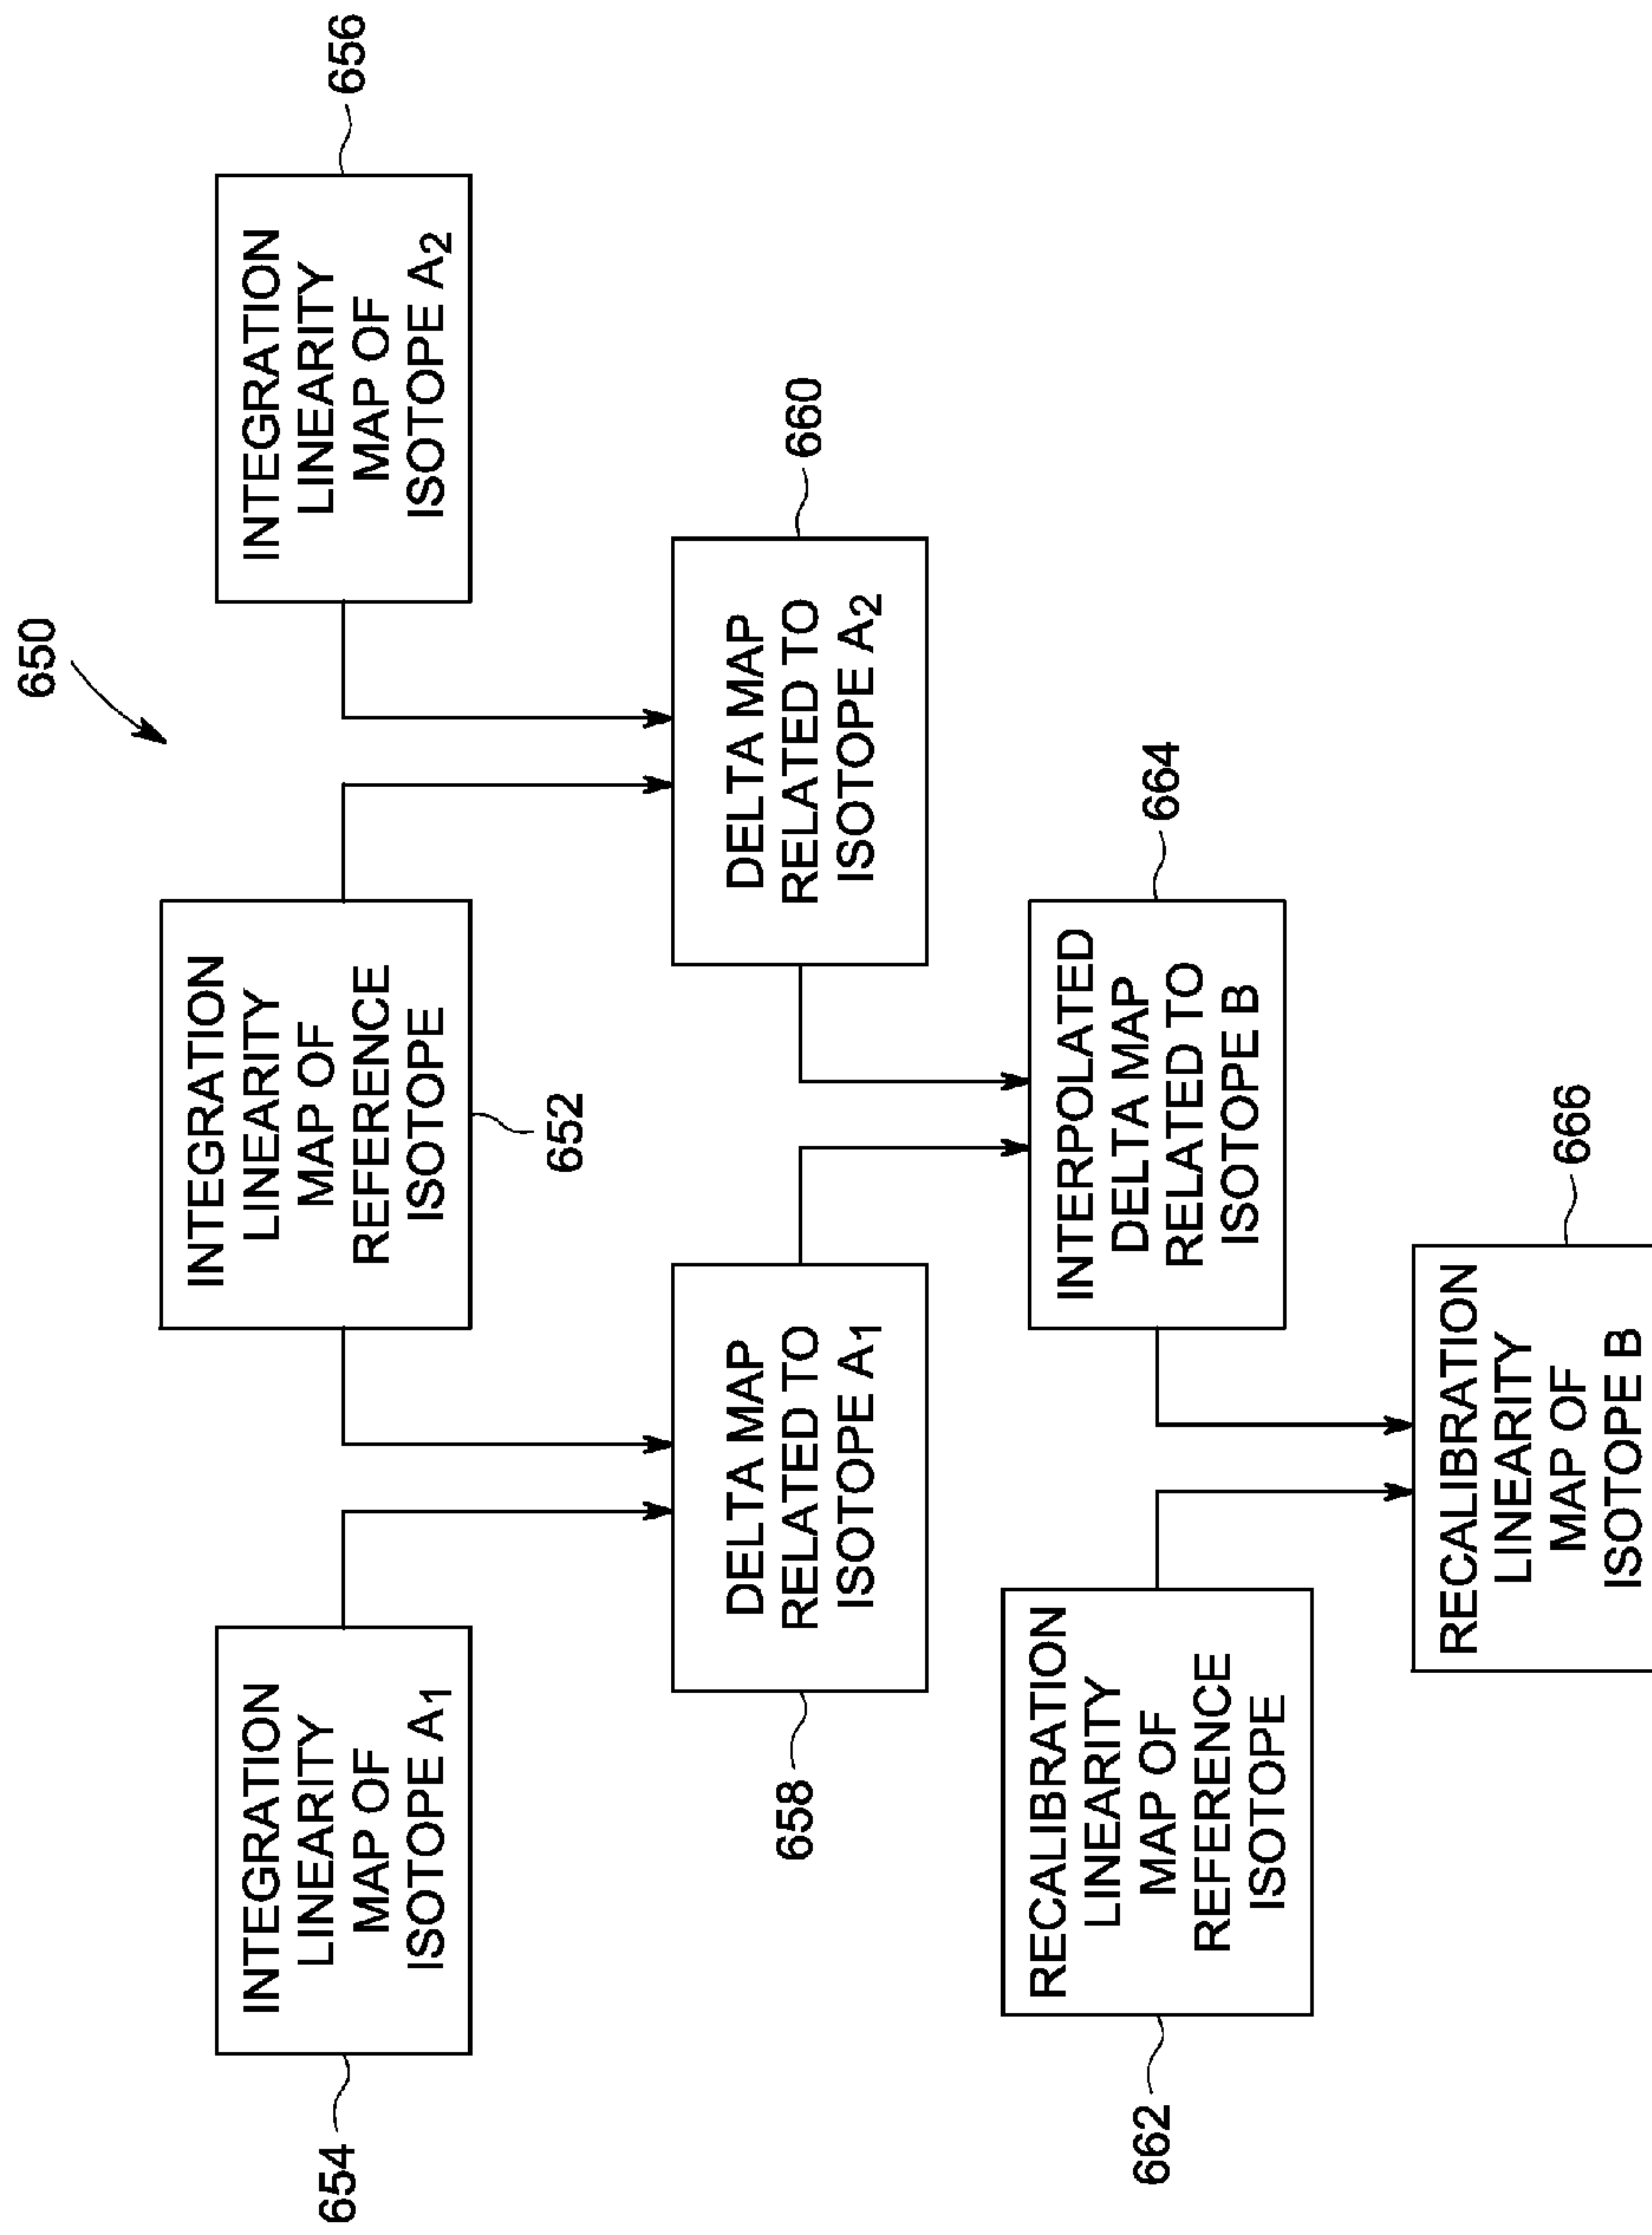 650
INTEGRATION
LINEARITY
MAP OF
ISOTOPE A1
654
INTEGRATION
LINEARITY
MAP OF
REFERENCE
ISOTOPE
652
INTEGRATION
LINEARITY
MAP OF
ISOTOPE A2
656
DELTA MAP
RELATED TO
ISOTOPE A1
658
DELTA MAP
RELATED TO
ISOTOPE A2
660
RECALIBRATION
LINEARITY
MAP OF
REFERENCE
ISOTOPE
662
INTERPOLATED
DELTA MAP
RELATED TO
ISOTOPE B
664
RECALIBRATION
LINEARITY
MAP OF
ISOTOPE B
666